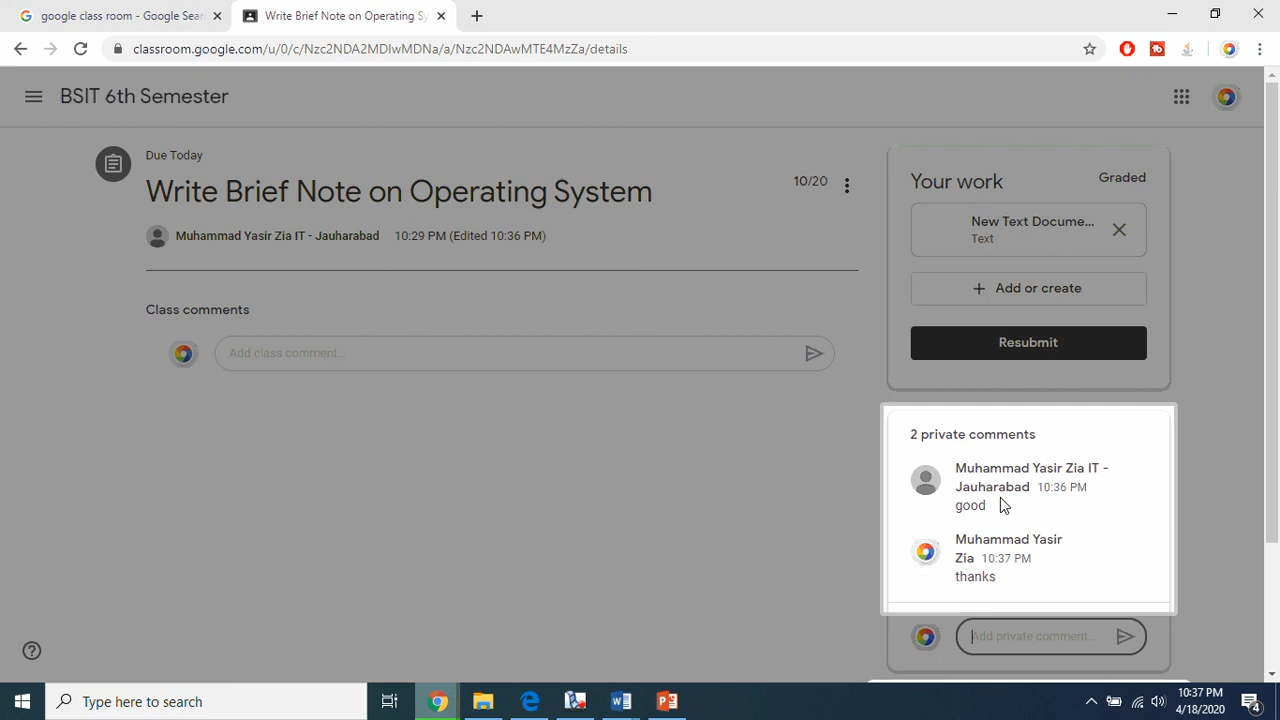 google class room - Google Sear
Write Brief Note on Operating Sy
classroom.google.com/u/0/c/Nzc2NDA2MDIwMDNa/a/Nzc2NDAwMTE4MzZa/details
BSIT 6th Semester
Due Today
Write Brief Note on Operating System
10/20
Muhammad Yasir Zia IT - Jauharabad 10:29 PM (Edited 10:36 PM)
Class comments
Add class comment...
Your work
Graded
New Text Docume...
Text
+ Add or create
Resubmit
2 private comments
Muhammad Yasir Zia IT -
Jauharabad 10:36 PM
good
Muhammad Yasir
Zia 10:37 PM
thanks
Add private comment...
Type here to search
10:37 PM
4/18/2020
4